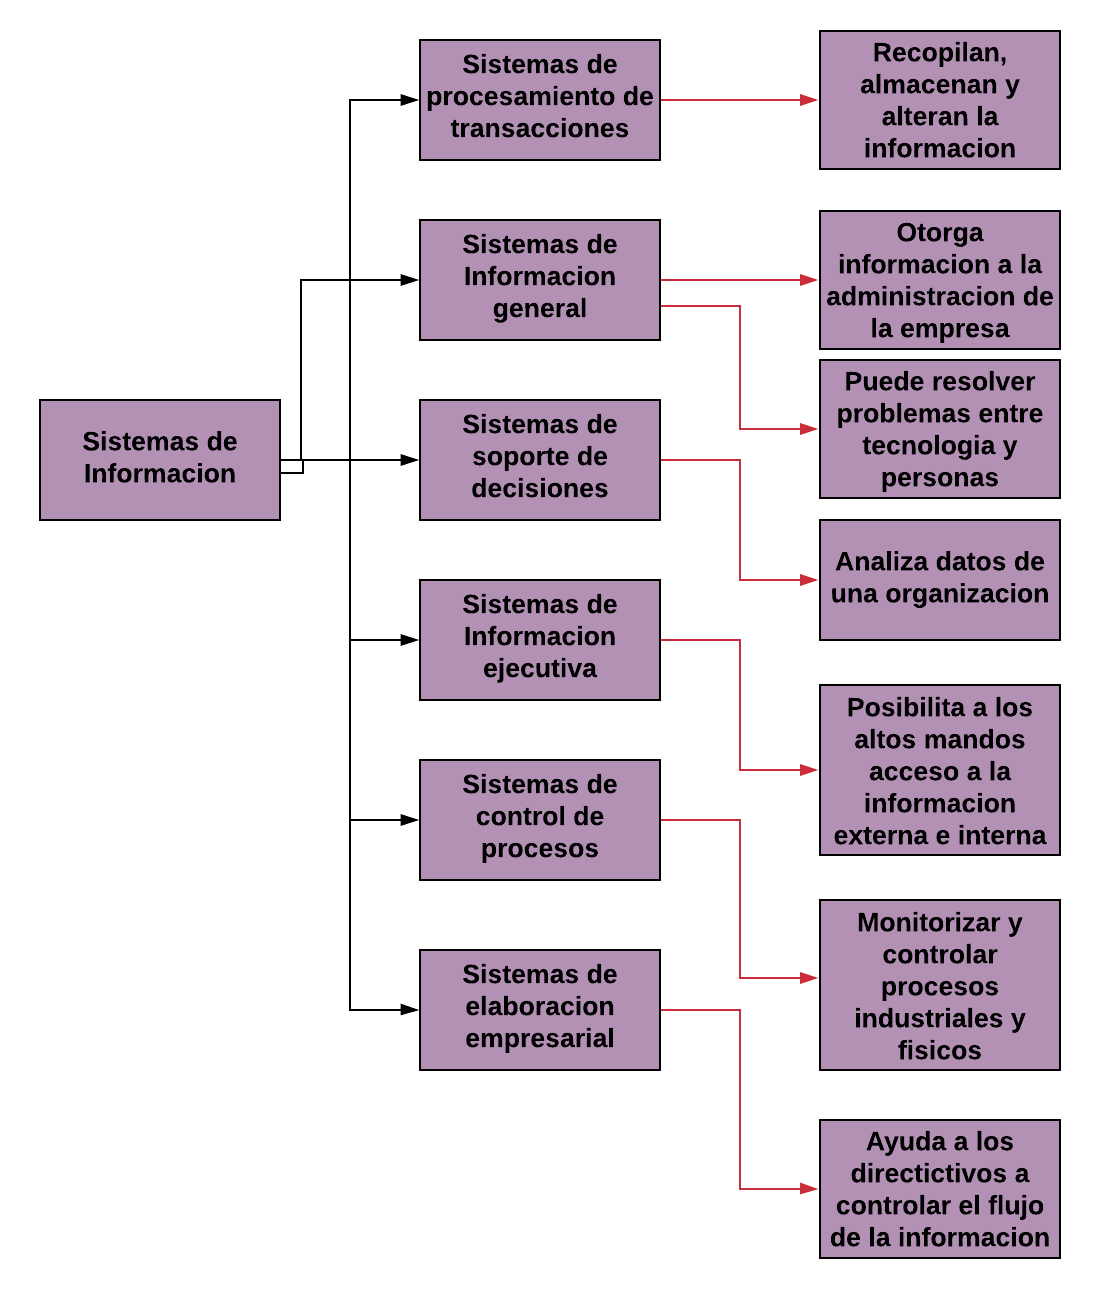 Sistemas de
Informacion
Sistemas de
procesamiento de
transacciones
Sistemas de
Informacion
general
Sistemas de
soporte de
decisiones
Sistemas de
Informacion
ejecutiva
Sistemas de
control de
procesos
Sistemas de
elaboracion
empresarial
Recopilan,
almacenan y
alteran la
informacion
Otorga
informacion a la
administracion de
la empresa
Puede resolver
problemas entre
tecnologia y
personas
Analiza datos de
una organizacion
Posibilita a los
altos mandos
acceso a la
informacion
externa e interna
Monitorizar y
controlar
procesos
industriales y
fisicos
Ayuda a los
directictivos a
controlar el flujo
de la informacion